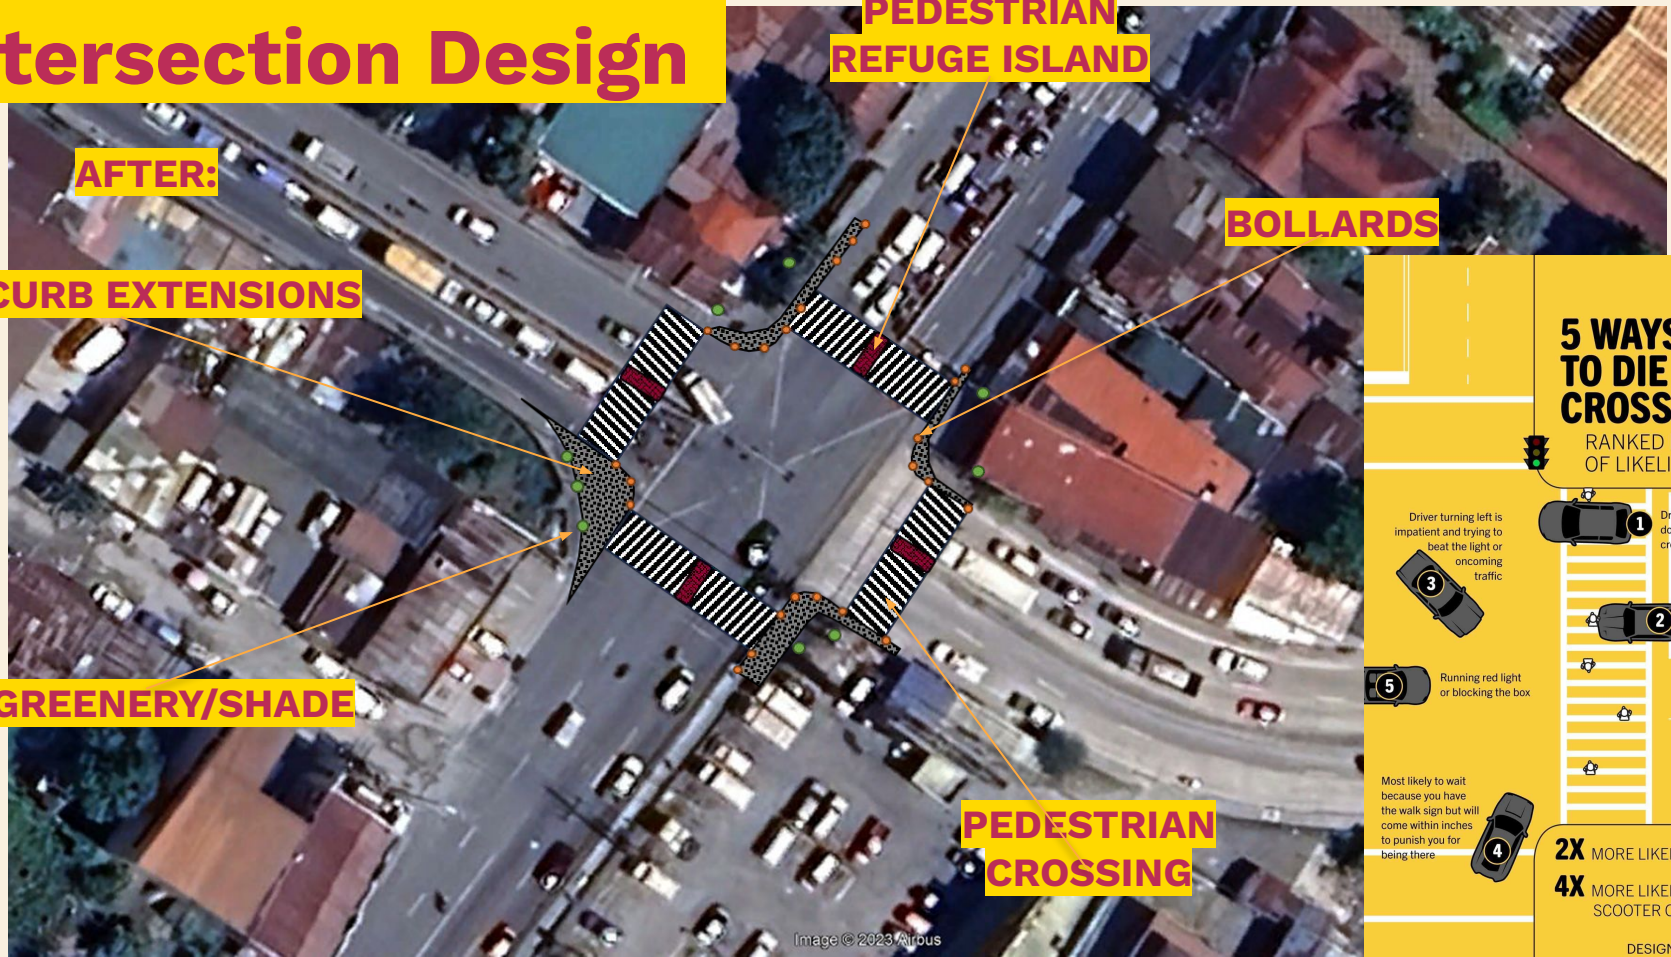 tersection Design
PEDESTRIAN
REFUGE ISLAND
AFTER:
BOLLARDS
CURB EXTENSIONS
GREENERY/SHADE
PEDESTRIAN
CROSSING
Image © 2023 Airbus
5 WAYS
TO DIE
CROSS
RANKED
OF LIKELI
1
Driver turning left is
impatient and trying to
beat the light or
oncoming
traffic
3
2
5
Running red light
or blocking the box
Most likely to wait
because you have
the walk sign but will
come within inches
to punish you for
being there
4
2X MORE LIKE
4X MORE LIKE
SCOOTER
DESIGN